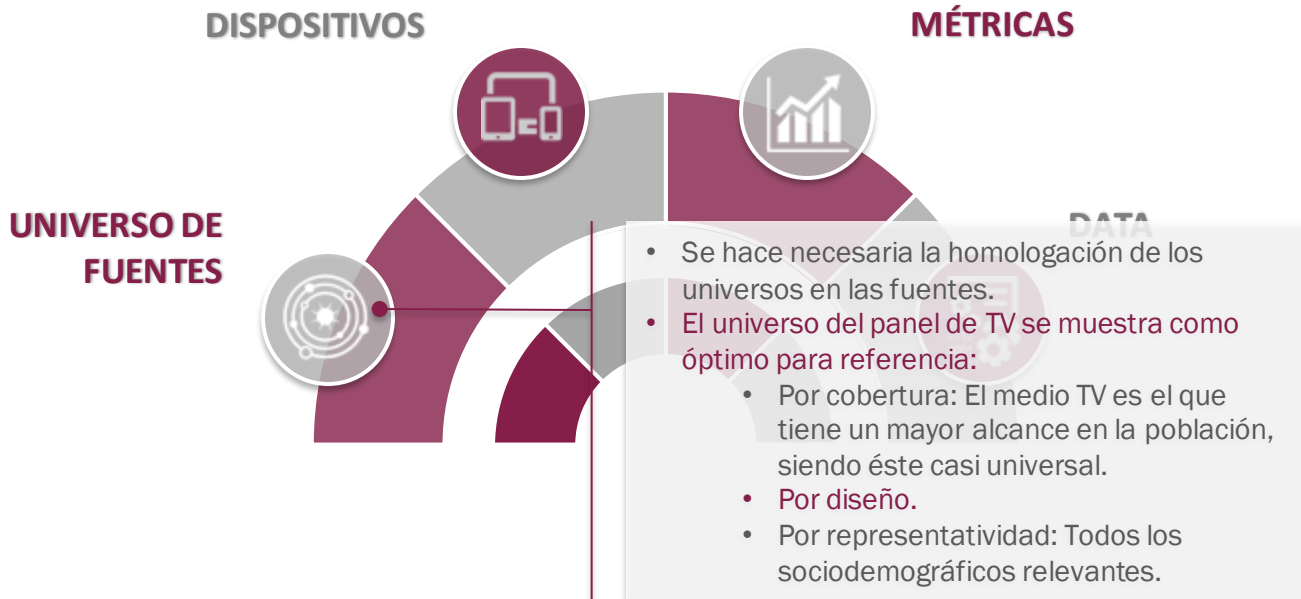 DISPOSITIVOS
MÉTRICAS
UNIVERSO DE
FUENTES
DATA
• Se hace necesaria la homologación de los
universos en las fuentes.
• El universo del panel de TV se muestra como
óptimo para referencia:
• Por cobertura: El medio TV es el que
tiene un mayor alcance en la población,
siendo éste casi universal.
• Por diseño.
• Por representatividad: Todos los
sociodemográficos relevantes.